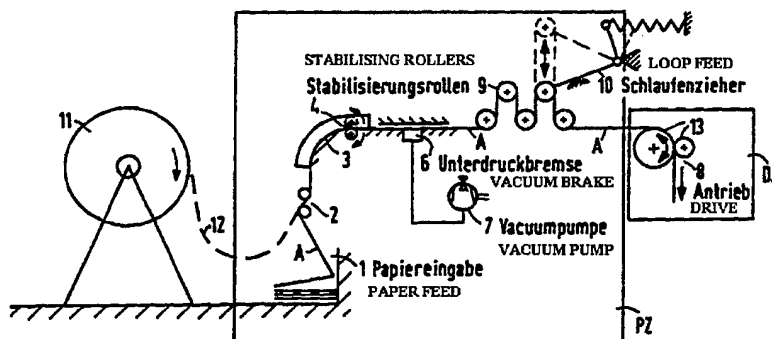 STABILISING ROLLERS
LOOP FEED
Stabilisierungsrollen 9
10 Schlaufenzieher
11
4
3
A
A
13
6 Unterdruckbremse
VACUUM BRAKE
8
Antrieb
DRIVE
D
12
2
7 Vacuumpumpe
VACUUM PUMP
A
1 Papiereingabe
PAPER FEED
PZ